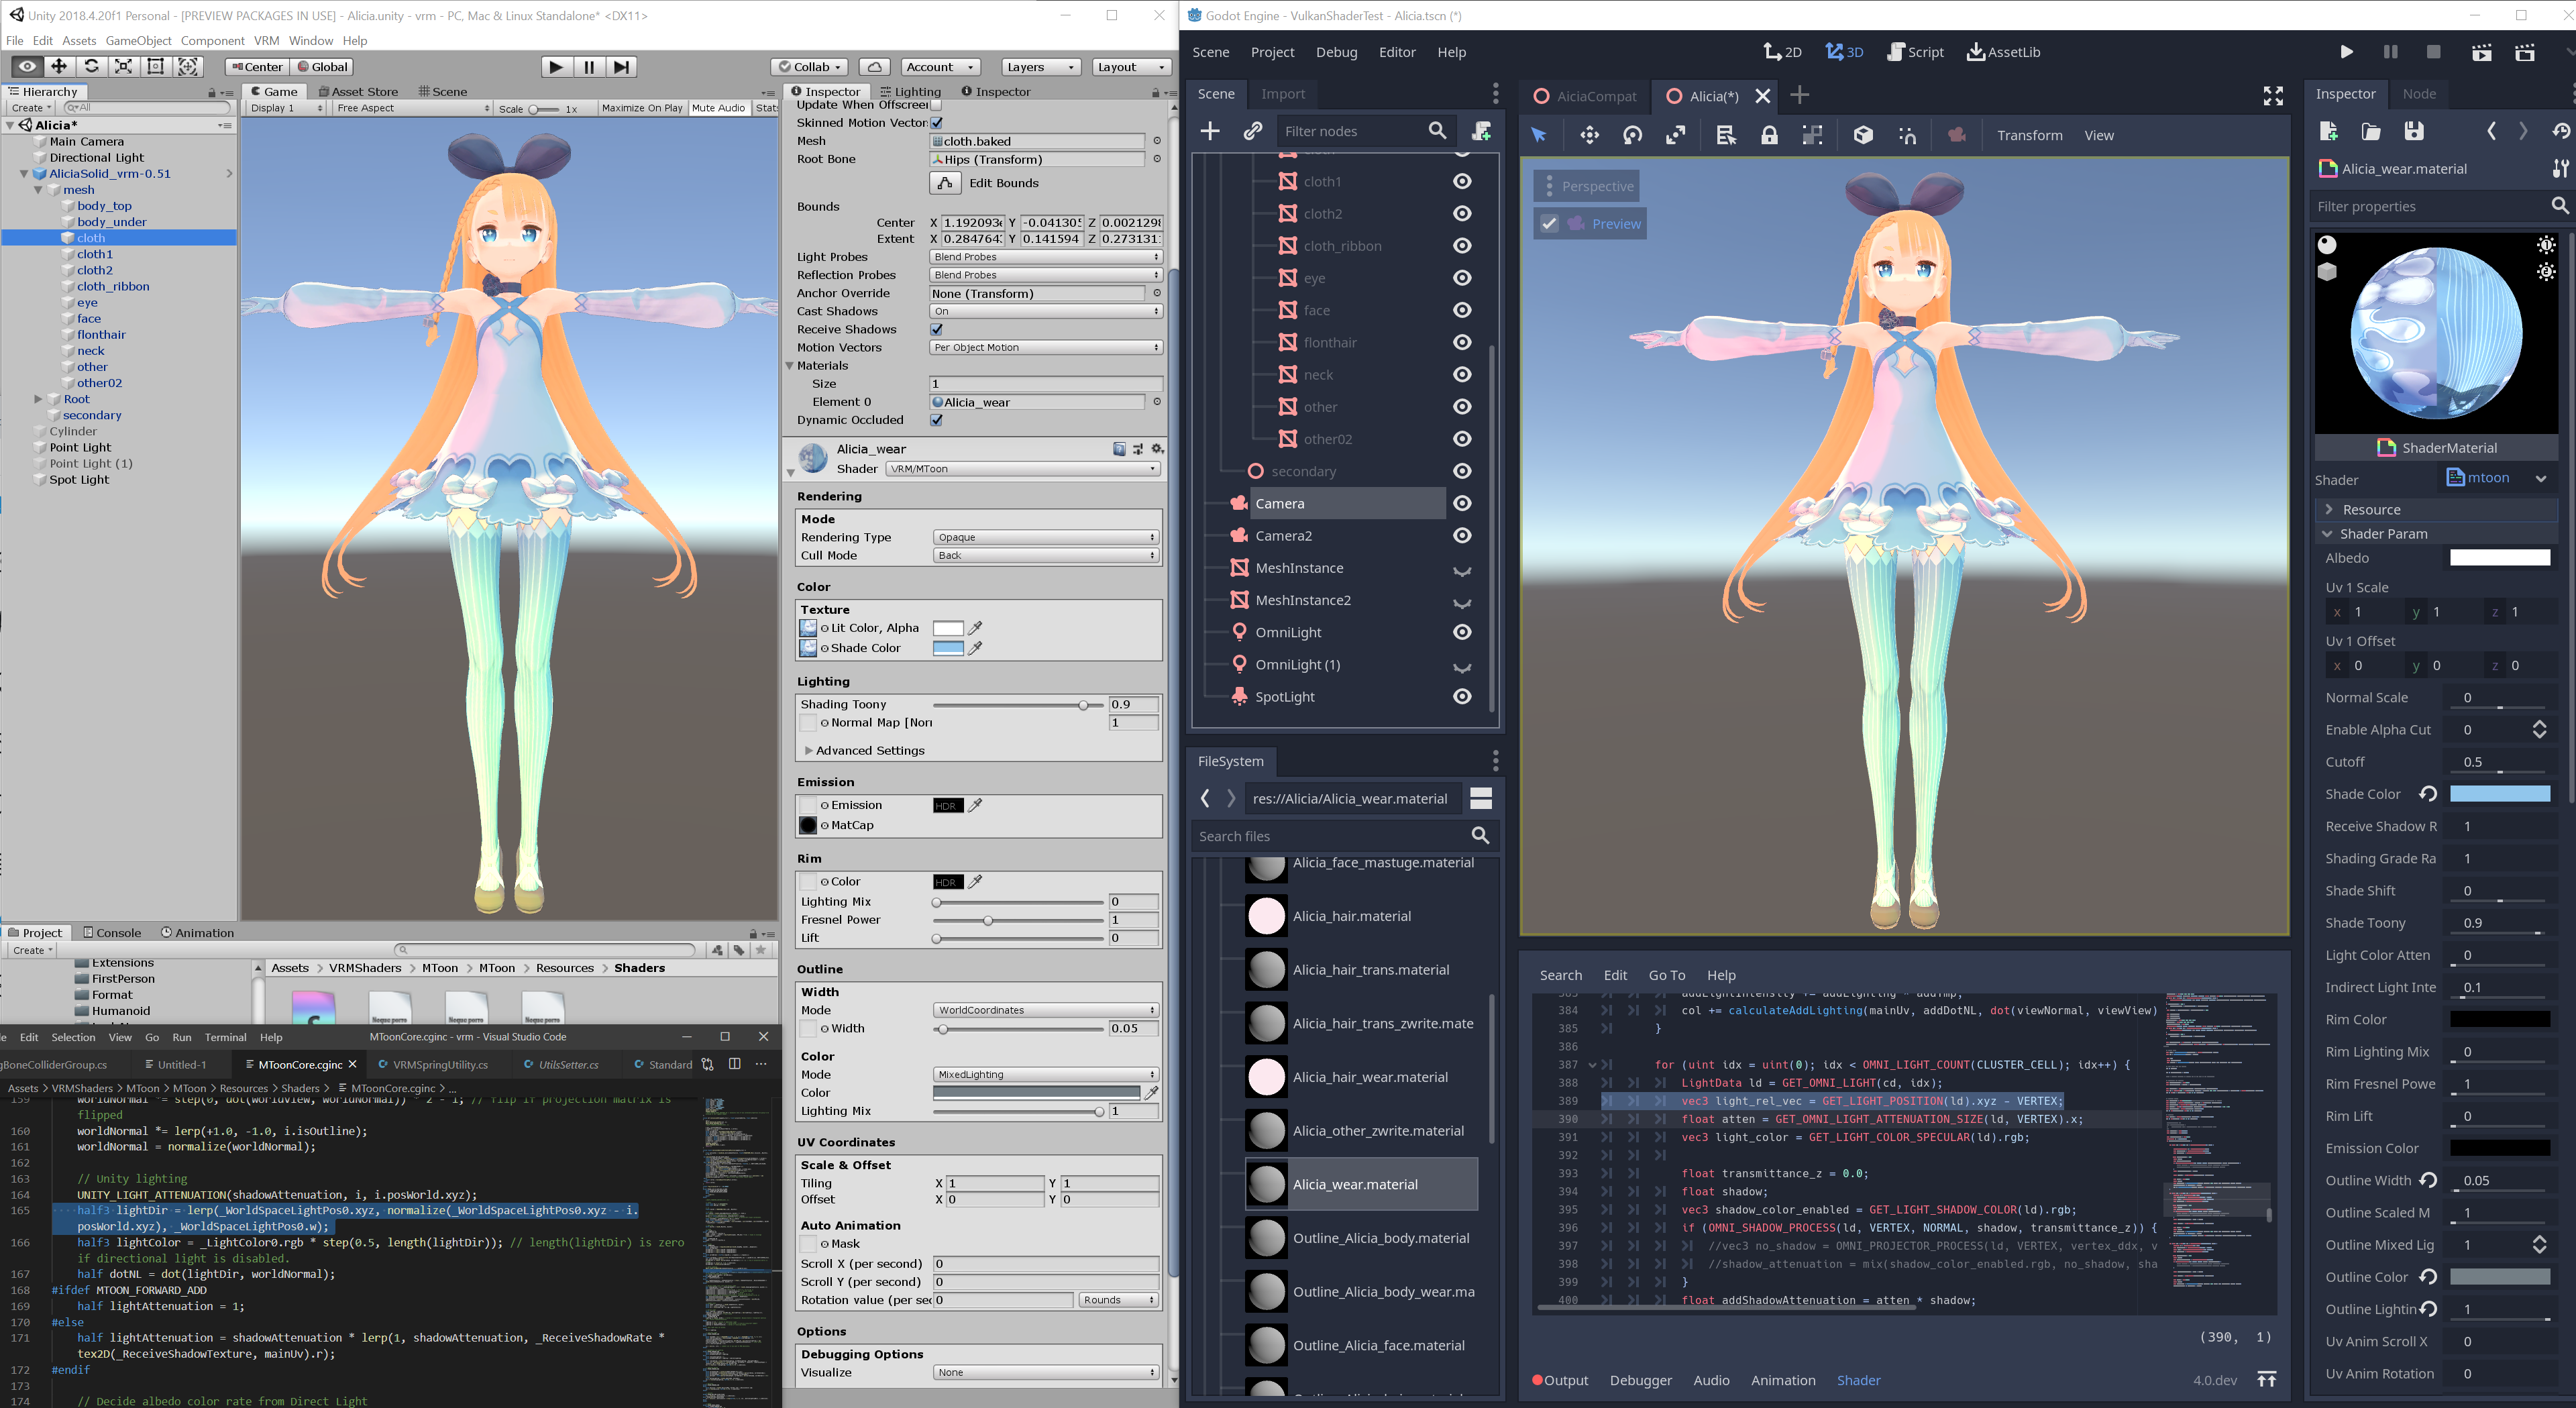 Unity 2018.4.20f1 Personal - [PREVIEW PACKAGES IN USE] - Alicia.unity - vrm - PC, Mac & Linux Standalone* <DX11>
File Edit Assets GameObject Component VRM Window Help
Center Global
Collab Account Layers Layout
Hierarchy
Create All
Alicia*
Main Camera
Directional Light
AliciaSolid_vrm-0.51
mesh
body_top
body_under
cloth
cloth1
cloth2
cloth_ribbon
eye
face
flonthair
neck
other
other02
Root
secondary
Cylinder
Point Light
Point Light (1)
Spot Light
Game Asset Store Scene
Display 1 Free Aspect Scale 1x Maximize On Play Mute Audio Stats
Inspector Lighting Inspector
Update When Offscreen
Skinned Motion Vectors
Mesh cloth.baked
Root Bone Hips (Transform)
Edit Bounds
Bounds
Center X 1.192093 Y -0.04130 Z 0.0021298
Extent X 0.284764 Y 0.141594 Z 0.273131
Light Probes Blend Probes
Reflection Probes Blend Probes
Anchor Override None (Transform)
Cast Shadows On
Receive Shadows
Motion Vectors Per Object Motion
Materials
Size 1
Element 0 Alicia_wear
Dynamic Occluded
Alicia_wear
Shader VRM/MToon
Rendering
Mode
Rendering Type Opaque
Cull Mode Back
Color
Texture
Lit Color, Alpha
Shade Color
Lighting
Shading Toony 0.9
Normal Map [Nor 1
Advanced Settings
Emission
Emission HDR
MatCap
Rim
Color HDR
Lighting Mix 0
Fresnel Power 1
Lift 0
Outline
Width
Mode WorldCoordinates
Width 0.05
Color
Mode MixedLighting
Color
Lighting Mix 1
UV Coordinates
Scale & Offset
Tiling X 1 Y 1
Offset X 0 Y 0
Auto Animation
Mask
Scroll X (per second) 0
Scroll Y (per second) 0
Rotation value (per sec 0 Rounds
Options
Debugging Options
Visualize None
Project Console Animation
Create
Extensions
FirstPerson
Format
Humanoid
Assets > VRMShaders > MToon > MToon > Resources > Shaders
Edit Selection View Go Run Terminal Help MToonCore.cginc - vrm - Visual Studio Code
gBoneColliderGroup.cs Untitled-1 MToonCore.cginc VRMSpringUtility.cs UtilsSetter.cs Standard
Assets > VRMShaders > MToon > MToon > Resources > Shaders > MToonCore.cginc > ...
159 worldNormal *= step(0, dot(worldView, worldNormal)) * 2 - 1; // flip if projection matrix is
flipped
160 worldNormal *= lerp(+1.0, -1.0, i.isOutline);
161 worldNormal = normalize(worldNormal);
162
163 // Unity lighting
164 UNITY_LIGHT_ATTENUATION(shadowAttenuation, i, i.posWorld.xyz);
165 half3 lightDir = lerp(_WorldSpaceLightPos0.xyz, normalize(_WorldSpaceLightPos0.xyz - i.
posWorld.xyz), _WorldSpaceLightPos0.w);
166 half3 lightColor = _LightColor0.rgb * step(0.5, length(lightDir)); // length(lightDir) is zero
if directional light is disabled.
167 half dotNL = dot(lightDir, worldNormal);
168 #ifdef MTOON_FORWARD_ADD
169 half lightAttenuation = 1;
170 #else
171 half lightAttenuation = shadowAttenuation * lerp(1, shadowAttenuation, _ReceiveShadowRate *
tex2D(_ReceiveShadowTexture, mainUv).r);
172 #endif
173
174 // Decide albedo color rate from Direct Light
Godot Engine - VulkanShaderTest - Alicia.tscn (*)
Scene Project Debug Editor Help
2D 3D Script AssetLib
Scene Import
Filter nodes
cloth1
cloth2
cloth_ribbon
eye
face
flonthair
neck
other
other02
secondary
Camera
Camera2
MeshInstance
MeshInstance2
OmniLight
OmniLight (1)
SpotLight
FileSystem
res://Alicia/Alicia_wear.material
Search files
Alicia_face_mastuge.material
Alicia_hair.material
Alicia_hair_trans.material
Alicia_hair_trans_zwrite.mate
Alicia_hair_wear.material
Alicia_other_zwrite.material
Alicia_wear.material
Outline_Alicia_body.material
Outline_Alicia_body_wear.ma
Outline_Alicia_face.material
AiciaCompat Alicia(*)
Transform View
Perspective
Preview
Search Edit Go To Help
383 addLightIntensity += addLighting * addTmp;
384 col += calculateAddLighting(mainUv, addDotNL, dot(viewNormal, viewView)
385 }
386
387 for (uint idx = uint(0); idx < OMNI_LIGHT_COUNT(CLUSTER_CELL); idx++) {
388 LightData ld = GET_OMNI_LIGHT(cd, idx);
389 vec3 light_rel_vec = GET_LIGHT_POSITION(ld).xyz - VERTEX;
390 float atten = GET_OMNI_LIGHT_ATTENUATION_SIZE(ld, VERTEX).x;
391 vec3 light_color = GET_LIGHT_COLOR_SPECULAR(ld).rgb;
392
393 float transmittance_z = 0.0;
394 float shadow;
395 vec3 shadow_color_enabled = GET_LIGHT_SHADOW_COLOR(ld).rgb;
396 if (OMNI_SHADOW_PROCESS(ld, VERTEX, NORMAL, shadow, transmittance_z)) {
397 //vec3 no_shadow = OMNI_PROJECTOR_PROCESS(ld, VERTEX, vertex_ddx, v
398 //shadow_attenuation = mix(shadow_color_enabled.rgb, no_shadow, sha
399 }
400 float addShadowAttenuation = atten * shadow;
(390, 1)
Output Debugger Audio Animation Shader 4.0.dev
Inspector Node
Alicia_wear.material
Filter properties
ShaderMaterial
Shader mtoon
Resource
Shader Param
Albedo
Uv 1 Scale
x 1 y 1 z 1
Uv 1 Offset
x 0 y 0 z 0
Normal Scale 0
Enable Alpha Cut 0
Cutoff 0.5
Shade Color
Receive Shadow R 1
Shading Grade Ra 1
Shade Shift 0
Shade Toony 0.9
Light Color Atten 0
Indirect Light Inte 0.1
Rim Color
Rim Lighting Mix 0
Rim Fresnel Powe 1
Rim Lift 0
Emission Color
Outline Width 0.05
Outline Scaled M 1
Outline Mixed Lig 1
Outline Color
Outline Lightin 1
Uv Anim Scroll X 0
Uv Anim Rotation 0